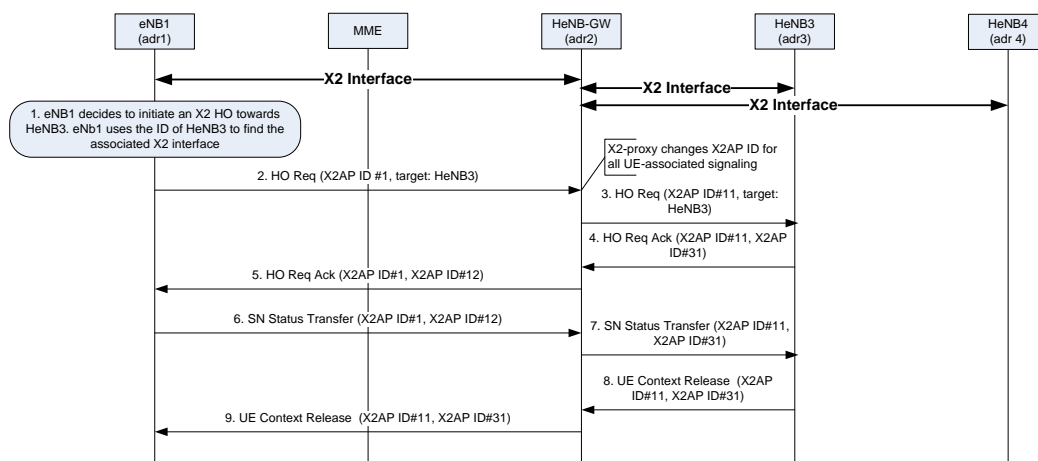 eNB1
(adr1)
MME
HeNB-GW
(adr2)
HeNB3
(adr3)
HeNB4
(adr 4)
X2 Interface
X2 Interface
X2 Interface
1. eNB1 decides to initiate an X2 HO towards
HeNB3. eNb1 uses the ID of HeNB3 to find the
associated X2 interface
X2-proxy changes X2AP ID for
all UE-associated signaling
2. HO Req (X2AP ID #1, target: HeNB3)
3. HO Req (X2AP ID#11, target:
HeNB3)
4. HO Req Ack (X2AP ID#11, X2AP
ID#31)
5. HO Req Ack (X2AP ID#1, X2AP ID#12)
6. SN Status Transfer (X2AP ID#1, X2AP ID#12)
7. SN Status Transfer (X2AP ID#11,
X2AP ID#31)
8. UE Context Release (X2AP
ID#11, X2AP ID#31)
9. UE Context Release (X2AP ID#11, X2AP ID#31)